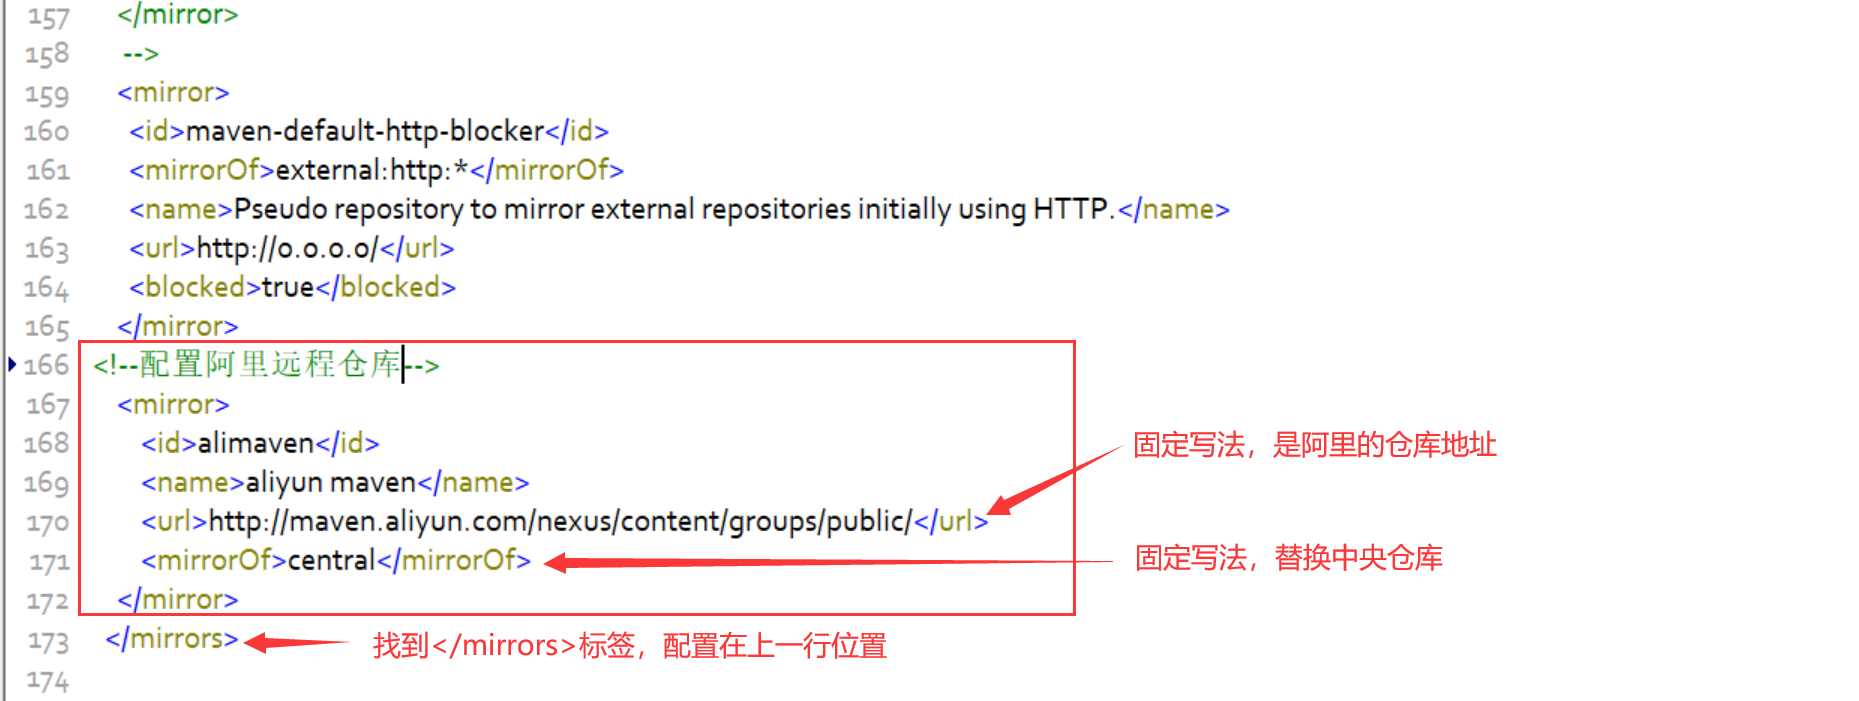 157 </mirror>
158 -->
159 <mirror>
160 <id>maven-default-http-blocker</id>
161 <mirrorOf>external:http:*</mirrorOf>
162 <name>Pseudo repository to mirror external repositories initially using HTTP.</name>
163 <url>http://0.0.0.0/</url>
164 <blocked>true</blocked>
165 </mirror>
166 <!--配置阿里远程仓库-->
167 <mirror>
168 <id>alimaven</id>
固定写法，是阿里的仓库地址
169 <name>aliyun maven</name>
170 <url>http://maven.aliyun.com/nexus/content/groups/public/</url>
171 <mirrorOf>central</mirrorOf>
固定写法，替换中央仓库
172 </mirror>
173 </mirrors>
找到</mirrors>标签，配置在上一行位置
174